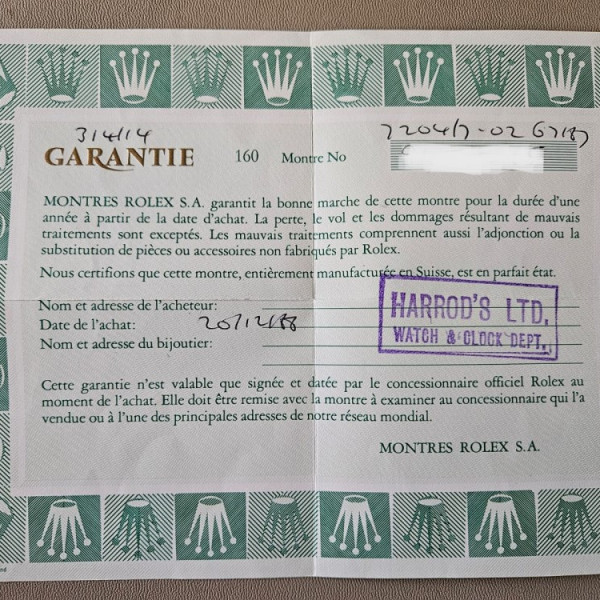 314114
7204/7-02 67187
GARANTIE 160 Montre No
MONTRES ROLEX S.A. garantit la bonne marche de cette montre pour la durée d'une
année à partir de la date d'achat. La perte, le vol et les dommages résultant de mauvais
traitements sont exceptés. Les mauvais traitements comprennent aussi l'adjonction ou la
substitution de pièces ou accessoires non fabriqués par Rolex.
Nous certifions que cette montre, entièrement manufacturée en Suisse, est en parfait état.
Nom et adresse de l'acheteur:
Date de l'achat: 20/12/88
Nom et adresse du bijoutier:
HARROD'S LTD.
WATCH & CLOCK DEPT.
Cette garantie n'est valable que signée et datée par le concessionnaire officiel Rolex au
moment de l'achat. Elle doit être remise avec la montre à examiner au concessionnaire qui l'a
vendue ou à l'une des principales adresses de notre réseau mondial.
MONTRES ROLEX S.A.